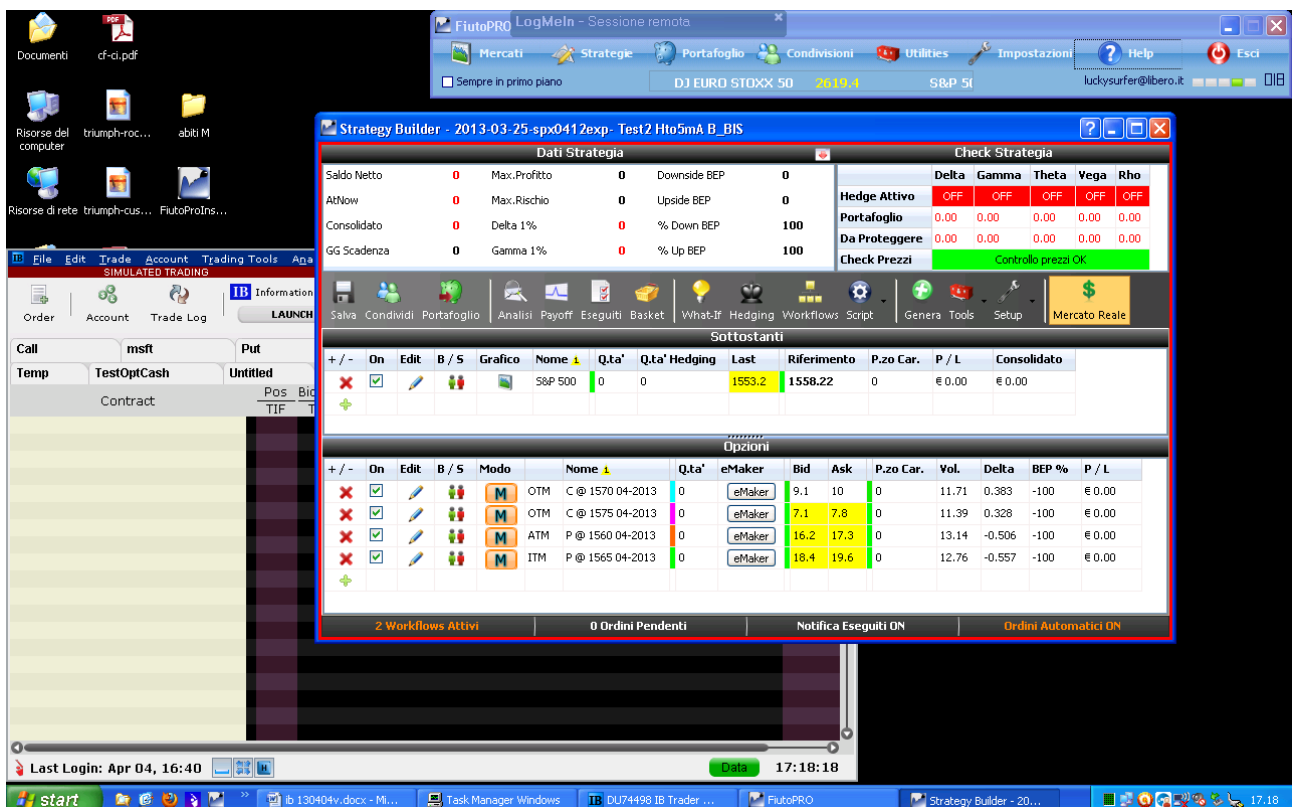 Documenti
cf-ci.pdf
Risorse del computer
triumph-roc...
abiti M
Risorse di rete
triumph-cus...
FiutoProIns...
FiutoPRO
LogMeIn - Sessione remota
Mercati Strategie Portafoglio Condivisioni Utilities Impostazioni Help Esci
Sempre in primo piano
DJ EURO STOXX 50 2619.4 S&P 50
luckysurfer@libero.it
Strategy Builder - 2013-03-25-spx0412exp- Test2 Hto5mA B_BIS
Dati Strategia
Saldo Netto 0 Max.Profitto 0 Downside BEP 0
AtNow 0 Max.Rischio 0 Upside BEP 0
Consolidato 0 Delta 1% 0 % Down BEP 100
GG Scadenza 0 Gamma 1% 0 % Up BEP 100
Check Strategia
Delta Gamma Theta Vega Rho
Hedge Attivo OFF OFF OFF OFF OFF
Portafoglio 0.00 0.00 0.00 0.00 0.00
Da Proteggere 0.00 0.00 0.00 0.00 0.00
Check Prezzi Controllo prezzi OK
Salva Condividi Portafoglio Analisi Payoff Eseguiti Basket What-If Hedging Workflows Script Genera Tools Setup Mercato Reale
Sottostanti
+ / - On Edit B / S Grafico Nome Q.ta' Q.ta' Hedging Last Riferimento P.zo Car. P / L Consolidato
S&P 500 0 0 1553.2 1558.22 0 € 0.00 € 0.00
Opzioni
+ / - On Edit B / S Modo Nome Q.ta' eMaker Bid Ask P.zo Car. Vol. Delta BEP % P / L
M OTM C @ 1570 04-2013 0 eMaker 9.1 10 0 11.71 0.383 -100 € 0.00
M OTM C @ 1575 04-2013 0 eMaker 7.1 7.8 0 11.39 0.328 -100 € 0.00
M ATM P @ 1560 04-2013 0 eMaker 16.2 17.3 0 13.14 -0.506 -100 € 0.00
M ITM P @ 1565 04-2013 0 eMaker 18.4 19.6 0 12.76 -0.557 -100 € 0.00
2 Workflows Attivi 0 Ordini Pendenti Notifica Eseguiti ON Ordini Automatici ON
IB File Edit Trade Account Trading Tools Ana
SIMULATED TRADING
IB Information
Order Account Trade Log LAUNCH
Call msft Put
Temp TestOptCash Untitled
Contract Pos
TIF
Last Login: Apr 04, 16:40 Data 17:18:18
start
ib 130404v.docx - Mi...
Task Manager Windows
IB DU74498 IB Trader ...
FiutoPRO
Strategy Builder - 20...
17.18